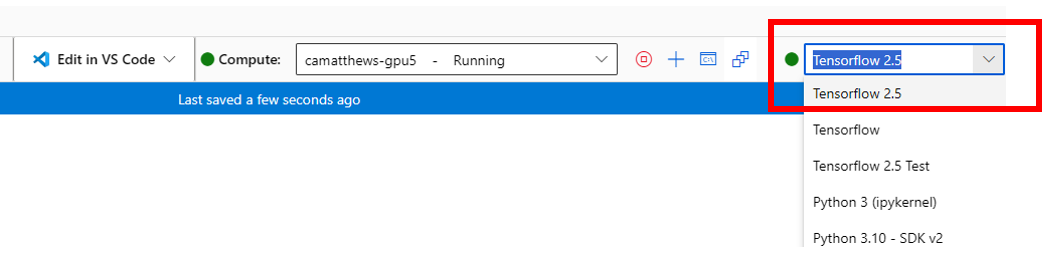 Edit in VS Code
Compute:
camatthews-gpu5 - Running
Tensorflow 2.5
Last saved a few seconds ago
Tensorflow 2.5
Tensorflow
Tensorflow 2.5 Test
Python 3 (ipykernel)
Python 3.10 - SDK v2